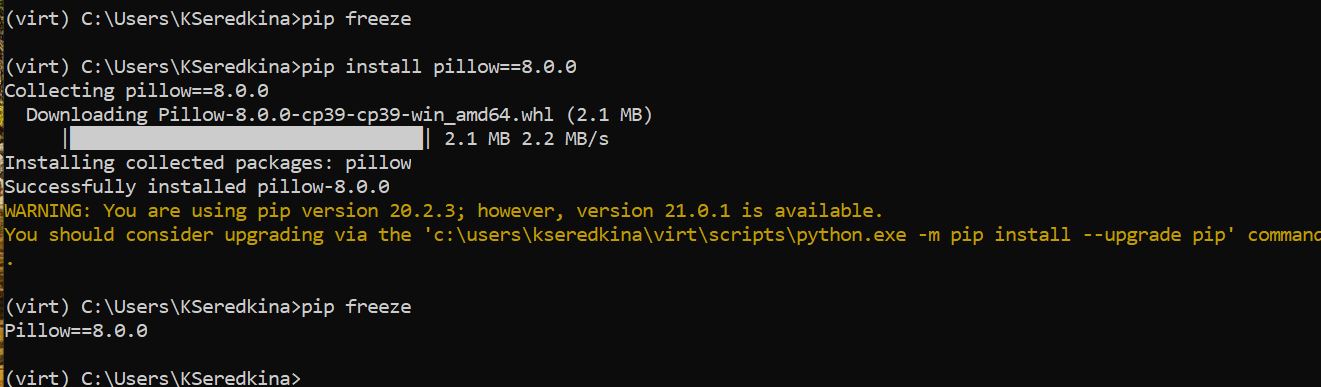 (virt) C:\Users\KSeredkina>pip freeze
(virt) C:\Users\KSeredkina>pip install pillow==8.0.0
Collecting pillow==8.0.0
  Downloading Pillow-8.0.0-cp39-cp39-win_amd64.whl (2.1 MB)
     |████████████████████████████████| 2.1 MB 2.2 MB/s
Installing collected packages: pillow
Successfully installed pillow-8.0.0
WARNING: You are using pip version 20.2.3; however, version 21.0.1 is available.
You should consider upgrading via the 'c:\users\kseredkina\virt\scripts\python.exe -m pip install --upgrade pip' command
.
(virt) C:\Users\KSeredkina>pip freeze
Pillow==8.0.0
(virt) C:\Users\KSeredkina>